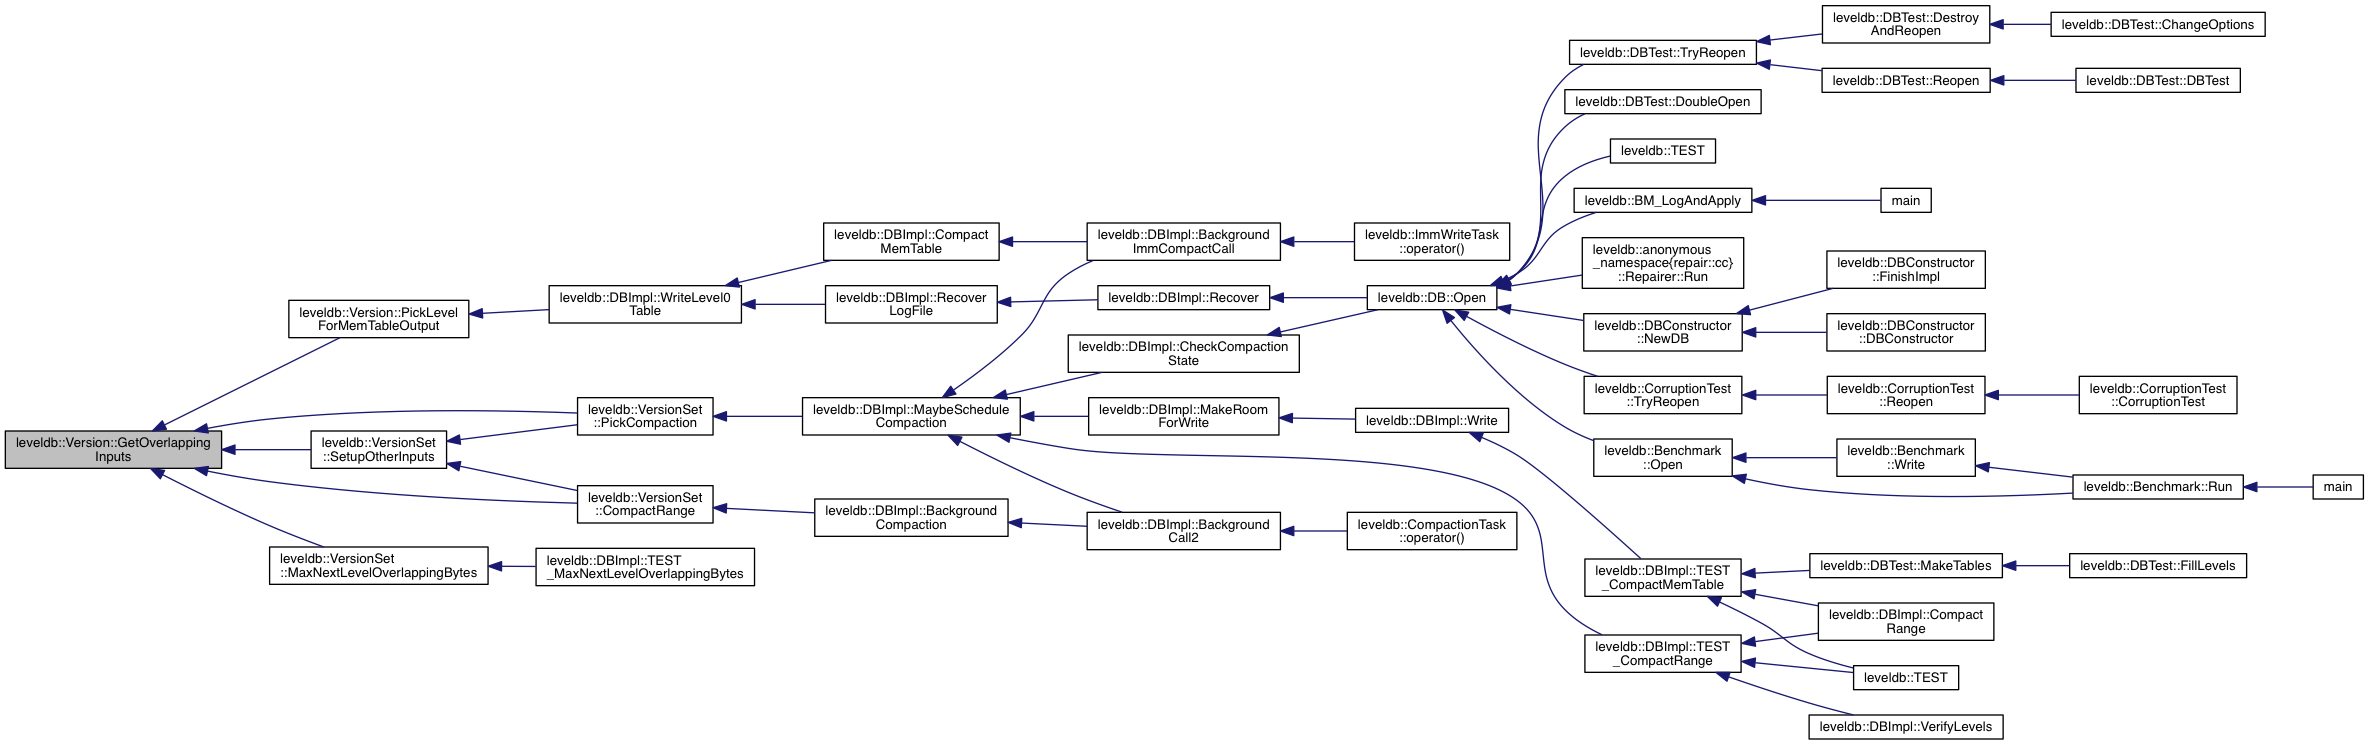 leveldb::Version::GetOverlapping
Inputs
leveldb::Version::PickLevel
ForMemTableOutput
leveldb::VersionSet
::PickCompaction
leveldb::VersionSet
::SetupOtherInputs
leveldb::VersionSet
::CompactRange
leveldb::VersionSet
::MaxNextLevelOverlappingBytes
leveldb::DBImpl::WriteLevel0
Table
leveldb::DBImpl::TEST
_MaxNextLevelOverlappingBytes
leveldb::DBImpl::Compact
MemTable
leveldb::DBImpl::Recover
LogFile
leveldb::DBImpl::MaybeSchedule
Compaction
leveldb::DBImpl::Background
Compaction
leveldb::DBImpl::Background
ImmCompactCall
leveldb::DBImpl::Recover
leveldb::DBImpl::CheckCompaction
State
leveldb::DBImpl::MakeRoom
ForWrite
leveldb::DBImpl::Background
Call2
leveldb::ImmWriteTask
::operator()
leveldb::DB::Open
leveldb::DBImpl::Write
leveldb::CompactionTask
::operator()
leveldb::DBTest::TryReopen
leveldb::DBTest::DoubleOpen
leveldb::TEST
leveldb::BM_LogAndApply
leveldb::anonymous
_namespace{repair::cc}
::Repairer::Run
leveldb::DBConstructor
::NewDB
leveldb::CorruptionTest
::TryReopen
leveldb::Benchmark
::Open
leveldb::DBImpl::TEST
_CompactMemTable
leveldb::DBImpl::TEST
_CompactRange
leveldb::DBTest::Destroy
AndReopen
leveldb::DBTest::Reopen
main
leveldb::DBConstructor
::FinishImpl
leveldb::DBConstructor
::DBConstructor
leveldb::CorruptionTest
::Reopen
leveldb::Benchmark
::Write
leveldb::DBTest::MakeTables
leveldb::DBImpl::Compact
Range
leveldb::TEST
leveldb::DBImpl::VerifyLevels
leveldb::DBTest::ChangeOptions
leveldb::DBTest::DBTest
leveldb::CorruptionTest
::CorruptionTest
leveldb::Benchmark::Run
leveldb::DBTest::FillLevels
main